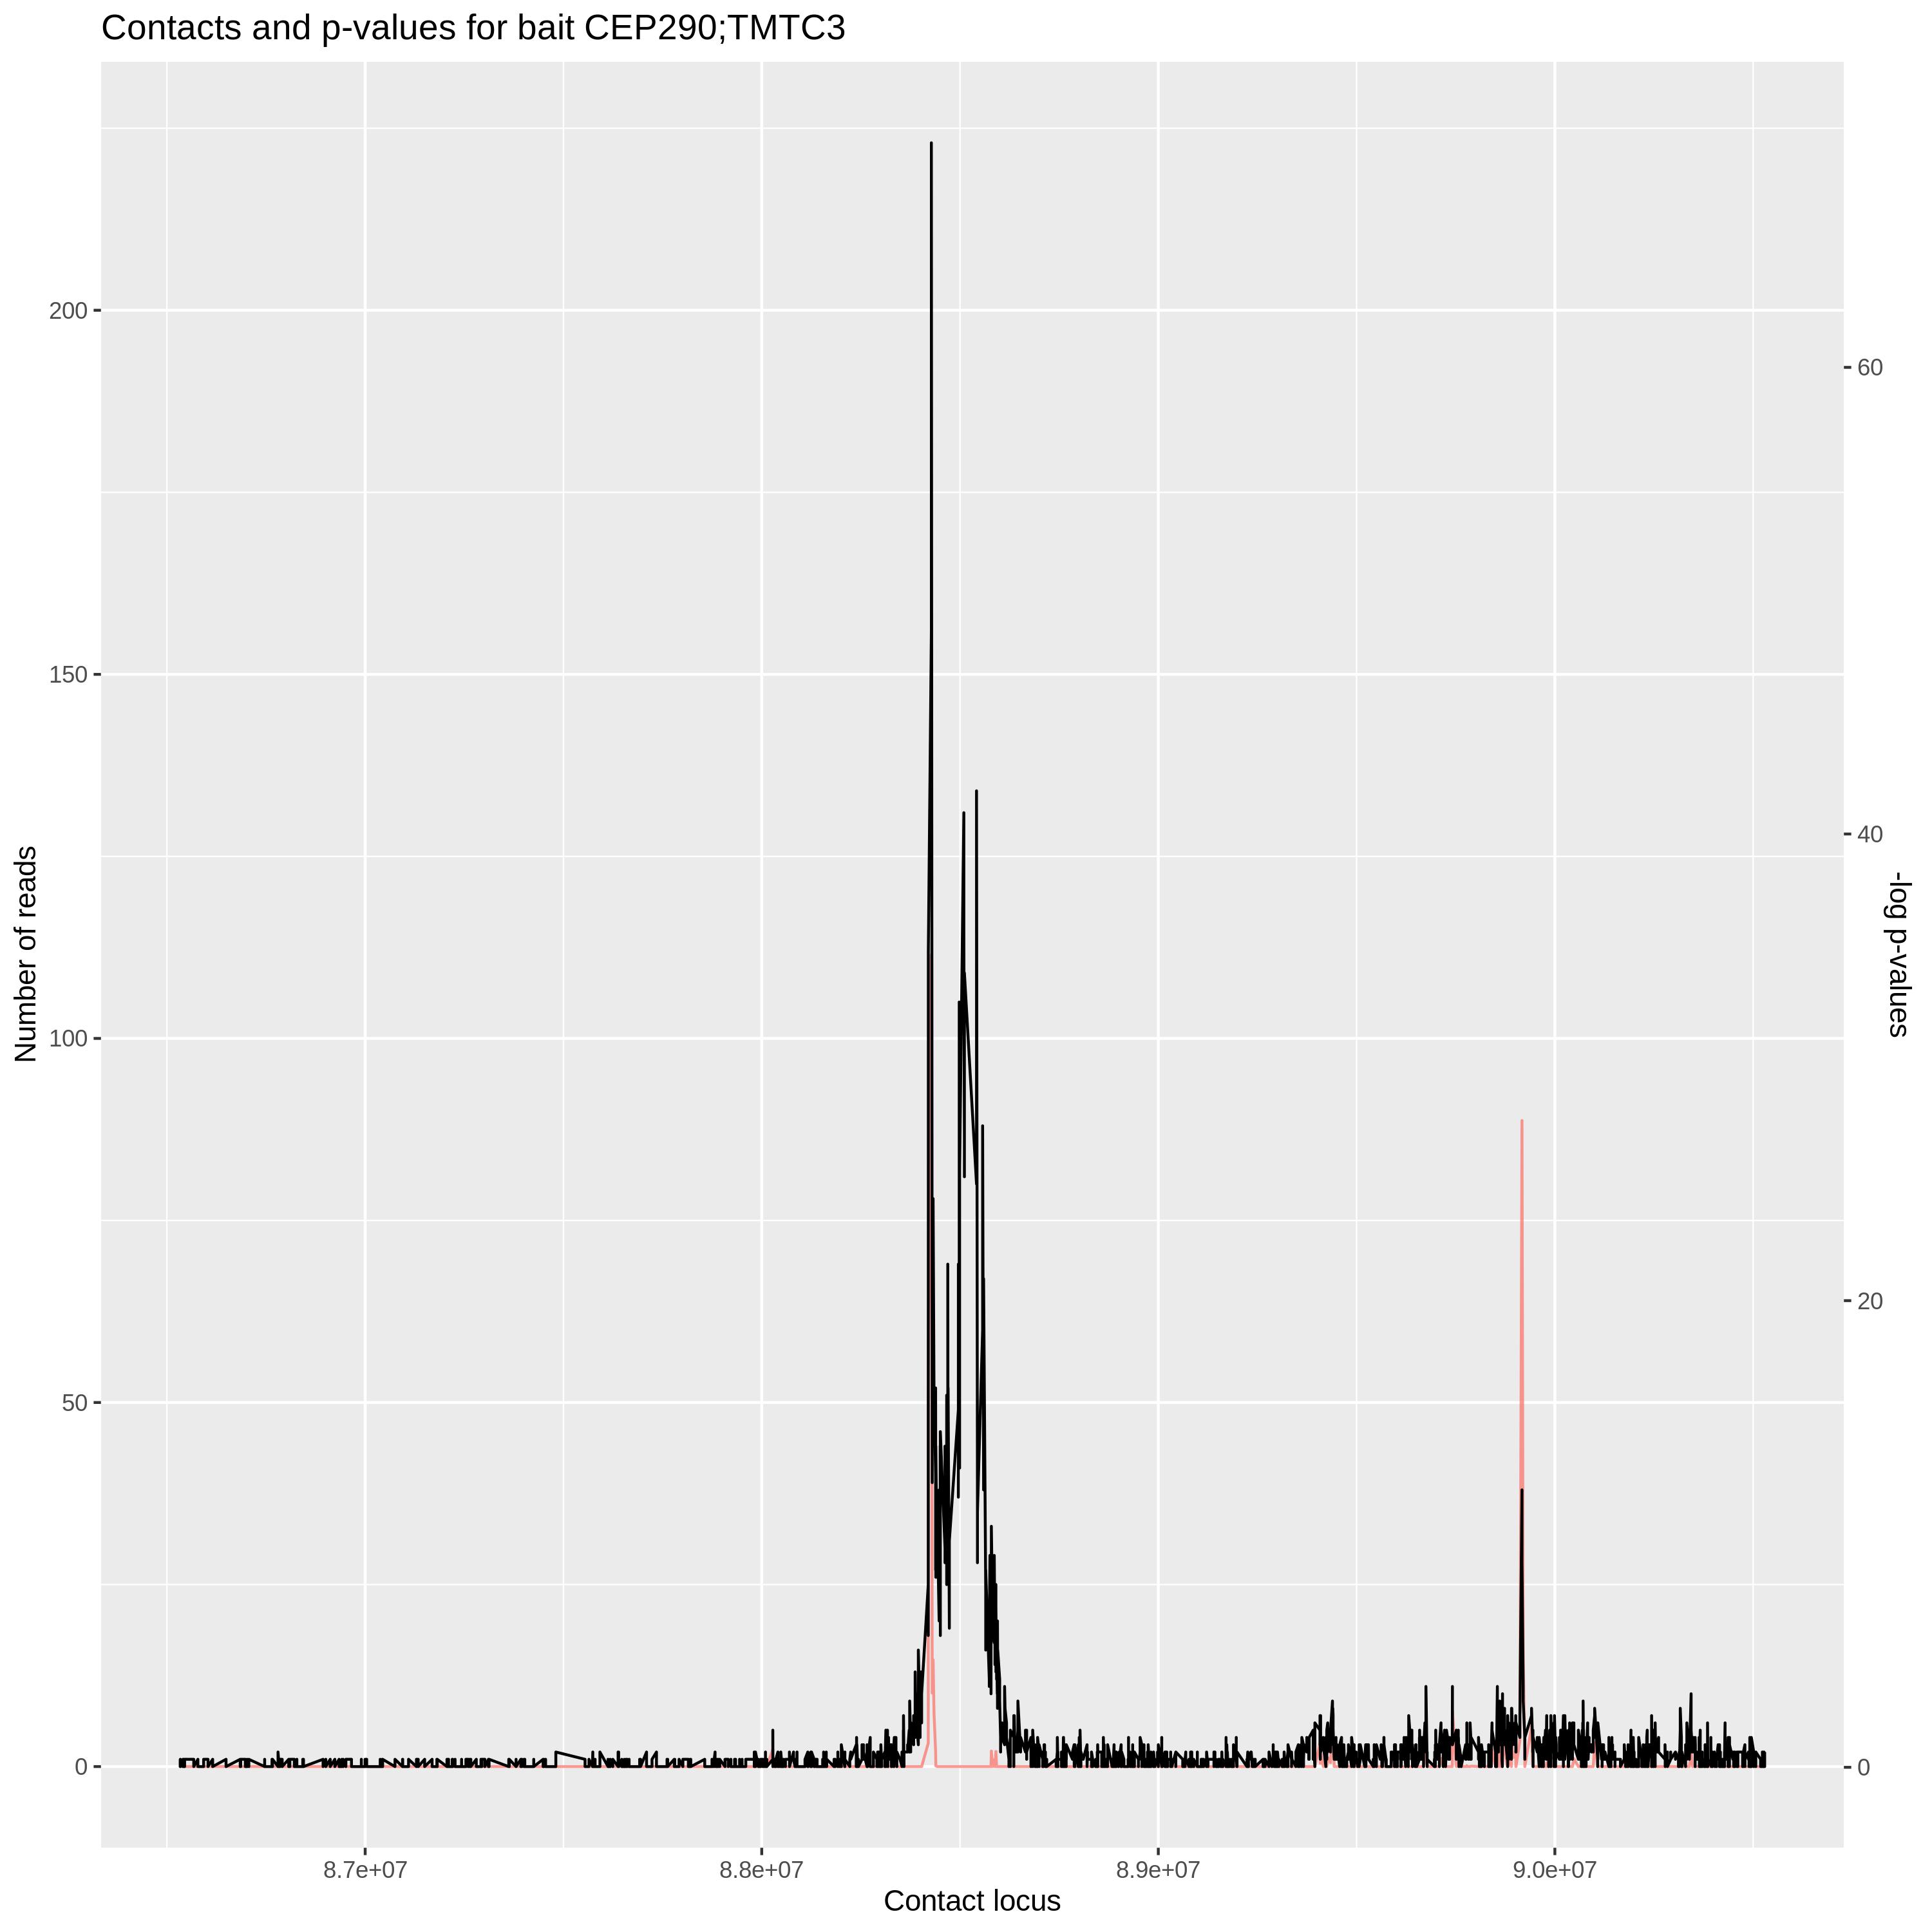 Contacts and p-values for bait CEP290;TMTC3
200
150
100
50
0
Number of reads
60
40
20
0
-log p-values
8.7e+07 8.8e+07 8.9e+07 9.0e+07
Contact locus